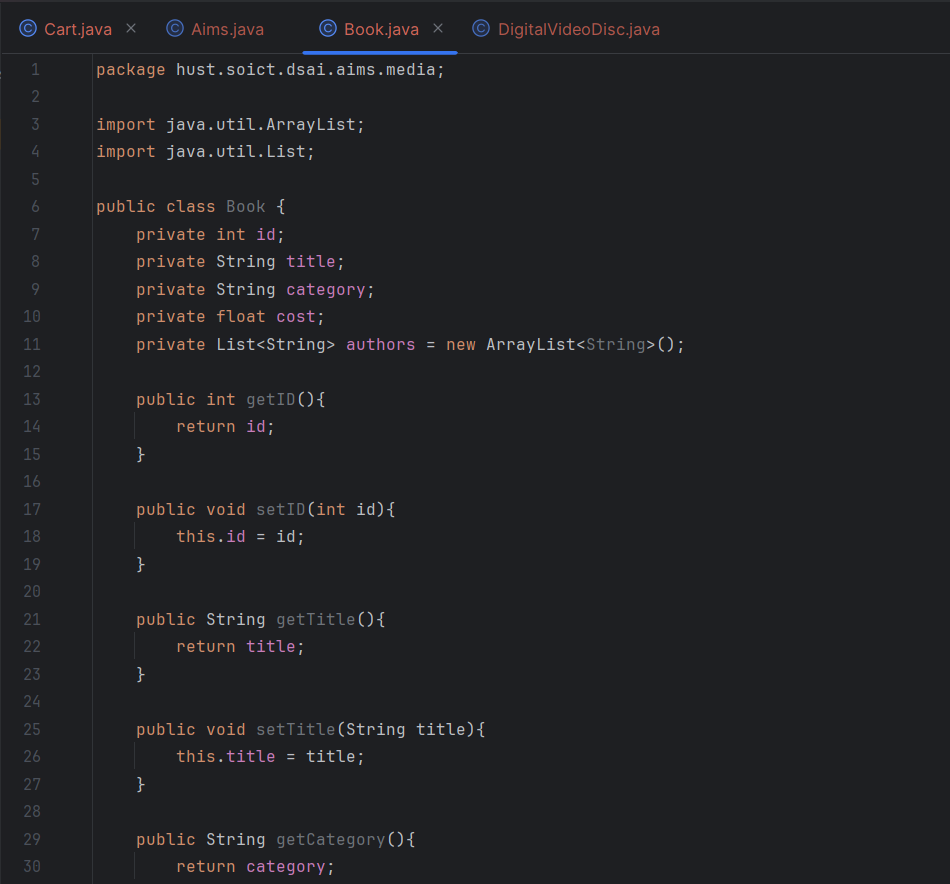 Cart.java Aims.java Book.java DigitalVideoDisc.java
1 package hust.soict.dsai.aims.media;
2
3 import java.util.ArrayList;
4 import java.util.List;
5
6 public class Book {
7     private int id;
8     private String title;
9     private String category;
10     private float cost;
11     private List<String> authors = new ArrayList<String>();
12
13     public int getID(){
14         return id;
15     }
16
17     public void setID(int id){
18         this.id = id;
19     }
20
21     public String getTitle(){
22         return title;
23     }
24
25     public void setTitle(String title){
26         this.title = title;
27     }
28
29     public String getCategory(){
30         return category;